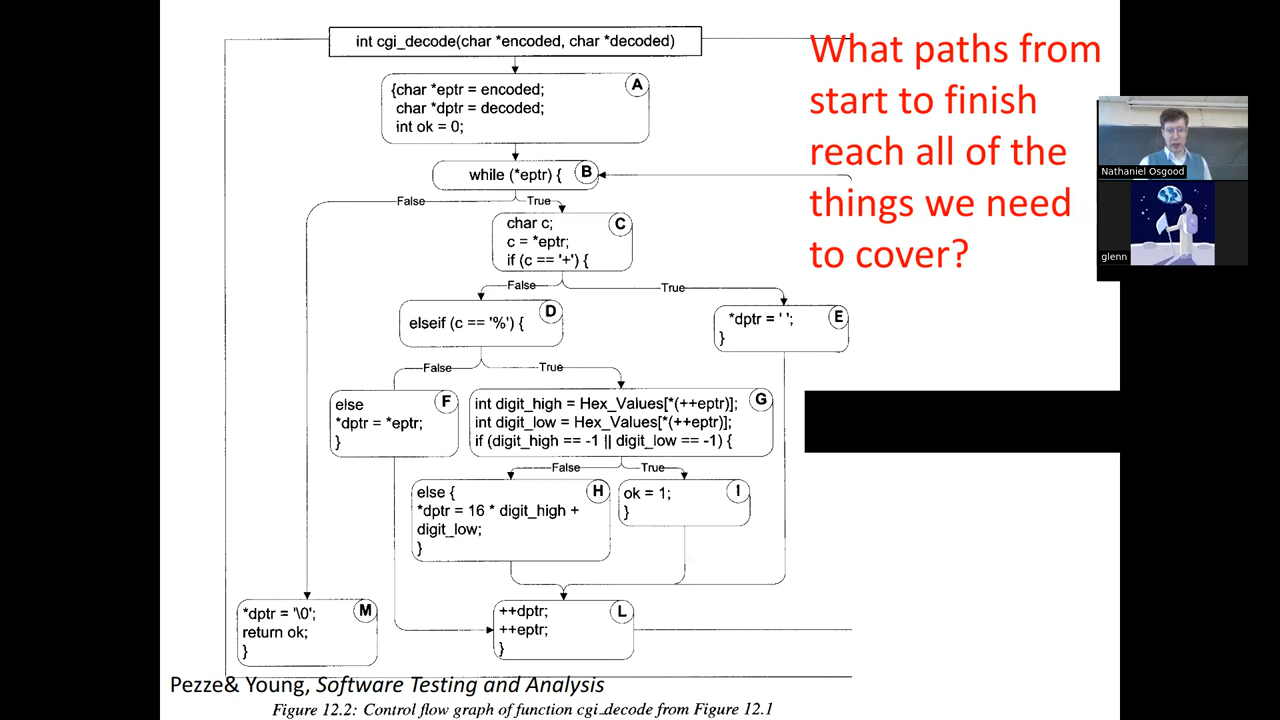 int cgi_decode(char *encoded, char *decoded)
{char *eptr = encoded;
char *dptr = decoded;
int ok = 0;
A
while (*eptr) {
B
False
True
char c;
c = *eptr;
if (c == '+') {
C
False
True
elseif (c == '%') {
D
*dptr = ' ';
}
E
False
True
else
*dptr = *eptr;
}
F
int digit_high = Hex_Values[*(++eptr)];
int digit_low = Hex_Values[*(++eptr)];
if (digit_high == -1 || digit_low == -1) {
G
False
True
else {
*dptr = 16 * digit_high +
digit_low;
}
H
ok = 1;
}
I
*dptr = '\0';
return ok;
}
M
++dptr;
++eptr;
}
L
What paths from
start to finish
reach all of the
things we need
to cover?
Nathaniel Osgood
glenn
Pezze& Young, Software Testing and Analysis
Figure 12.2: Control flow graph of function cgi_decode from Figure 12.1